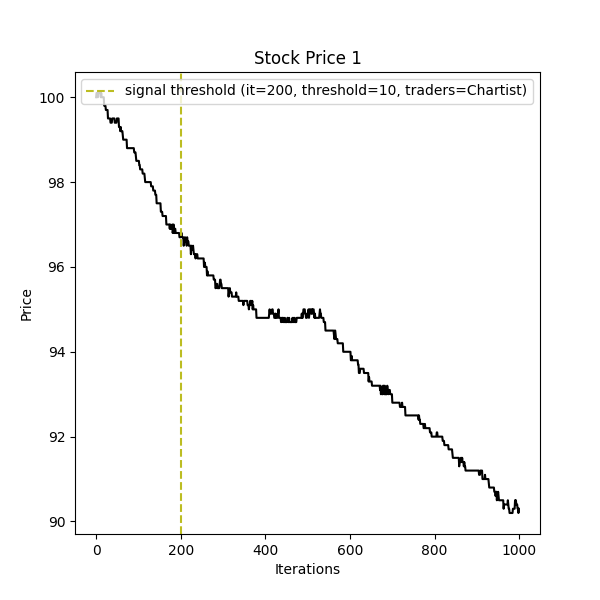 Stock Price 1
signal threshold (it=200, threshold=10, traders=Chartist)
100
98
96
94
92
90
Price
0 200 400 600 800 1000
Iterations